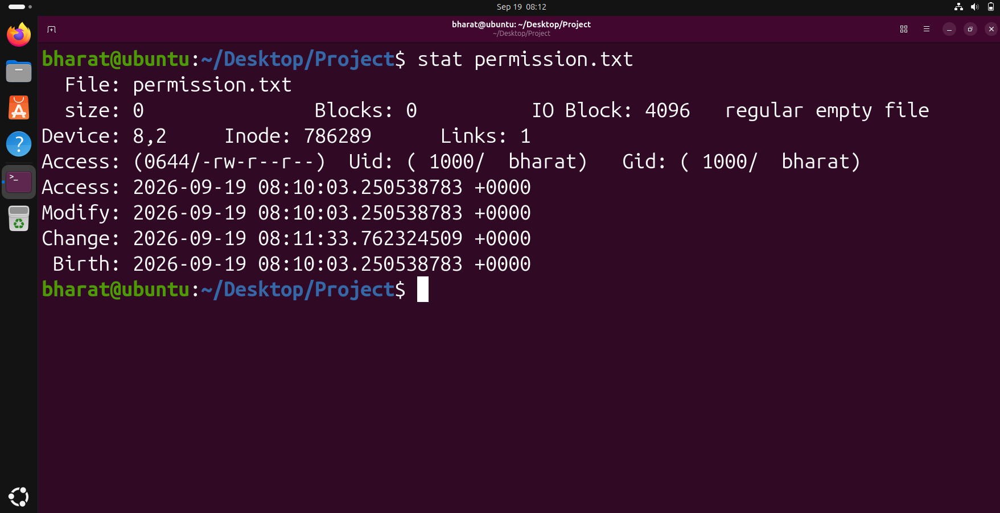 Sep 19 08:12
bharat@ubuntu: ~/Desktop/Project
~/Desktop/Project
bharat@ubuntu:~/Desktop/Project$ stat permission.txt
  File: permission.txt
  size: 0               Blocks: 0          IO Block: 4096   regular empty file
Device: 8,2     Inode: 786289      Links: 1
Access: (0644/-rw-r--r--)  Uid: ( 1000/  bharat)   Gid: ( 1000/  bharat)
Access: 2026-09-19 08:10:03.250538783 +0000
Modify: 2026-09-19 08:10:03.250538783 +0000
Change: 2026-09-19 08:11:33.762324509 +0000
 Birth: 2026-09-19 08:10:03.250538783 +0000
bharat@ubuntu:~/Desktop/Project$